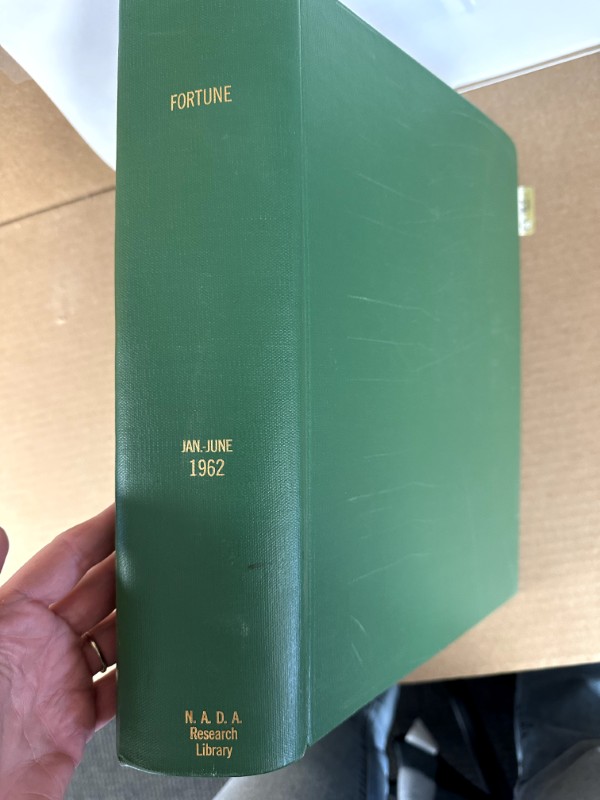 FORTUNE
JAN.-JUNE
1962
N. A. D. A.
Research
Library